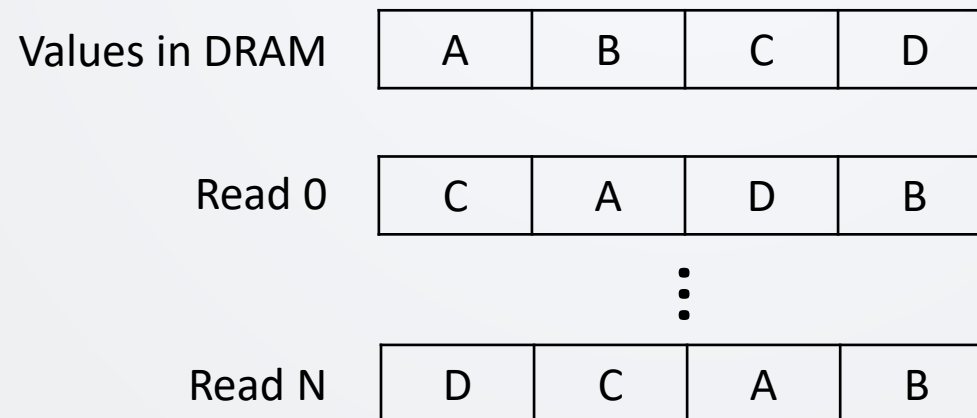 Values in DRAM A B C D
Read 0 C A D B
Read N D C A B